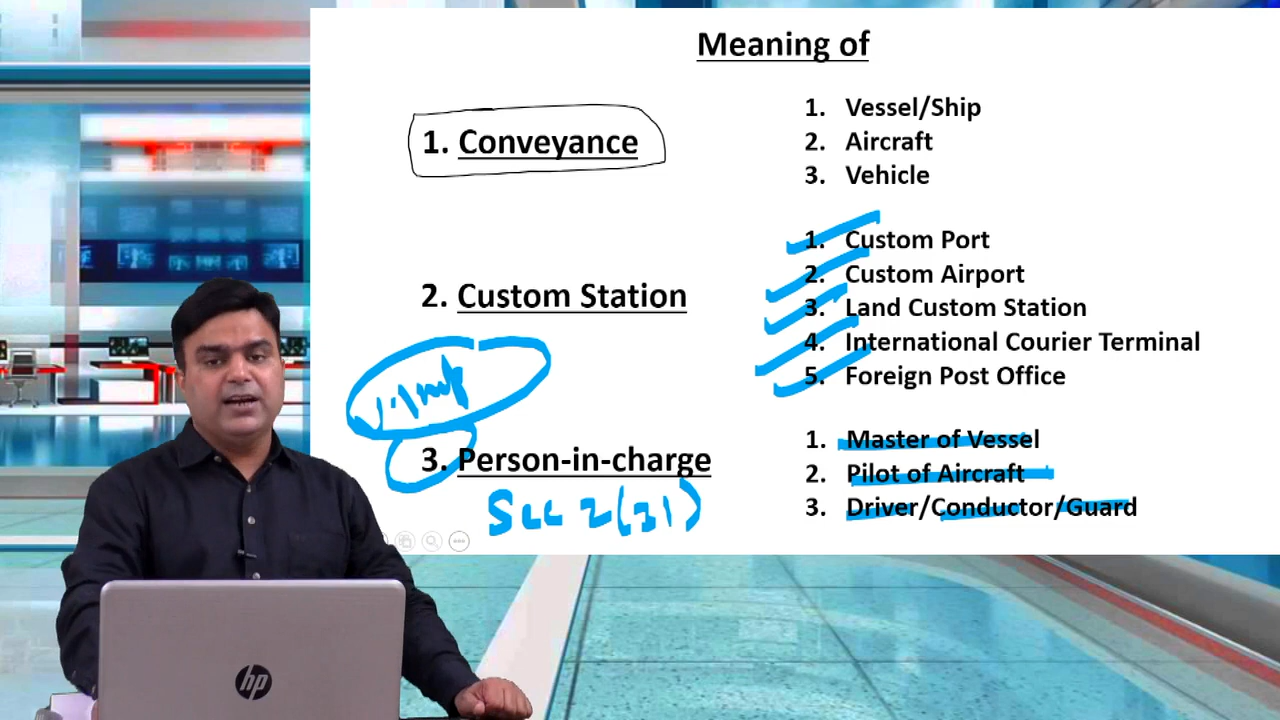 Meaning of
1. Conveyance
1. Vessel/Ship
2. Aircraft
3. Vehicle
2. Custom Station
1. Custom Port
2. Custom Airport
3. Land Custom Station
4. International Courier Terminal
5. Foreign Post Office
3. Person-in-charge
Sec 2(31)
1. Master of Vessel
2. Pilot of Aircraft
3. Driver/Conductor/Guard
hp